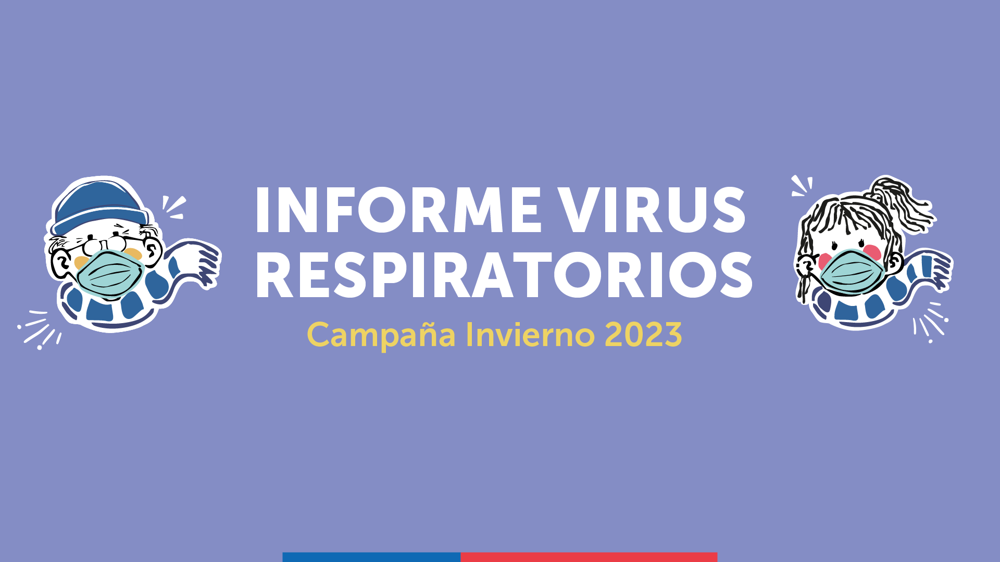 INFORME VIRUS
RESPIRATORIOS
Campaña Invierno 2023